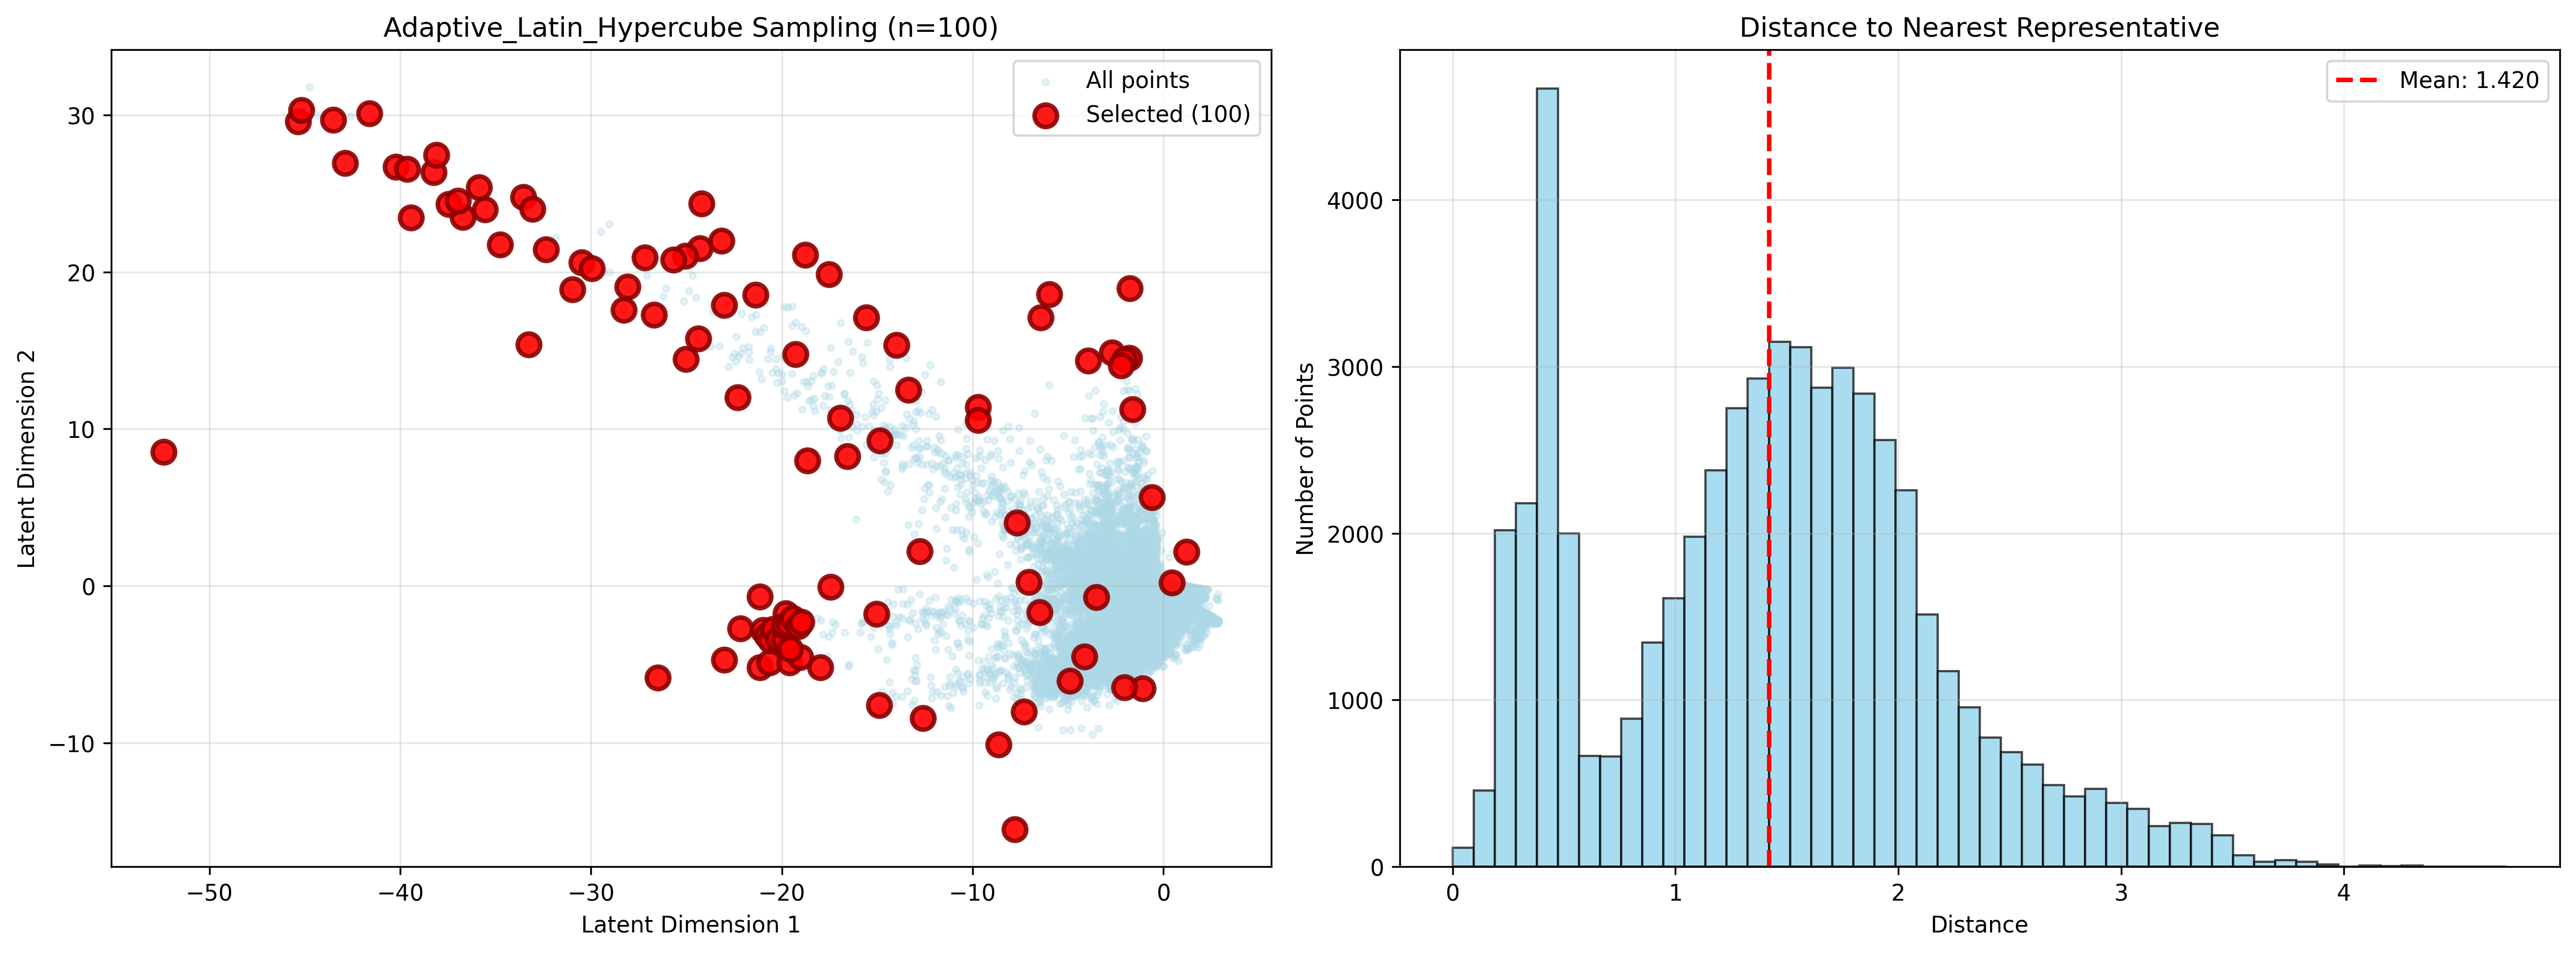 Adaptive_Latin_Hypercube Sampling (n=100)
All points
Selected (100)
30
20
10
0
−10
Latent Dimension 2
−50
−40
−30
−20
−10
0
Latent Dimension 1
Distance to Nearest Representative
Mean: 1.420
4000
3000
2000
1000
0
Number of Points
0
1
2
3
4
Distance